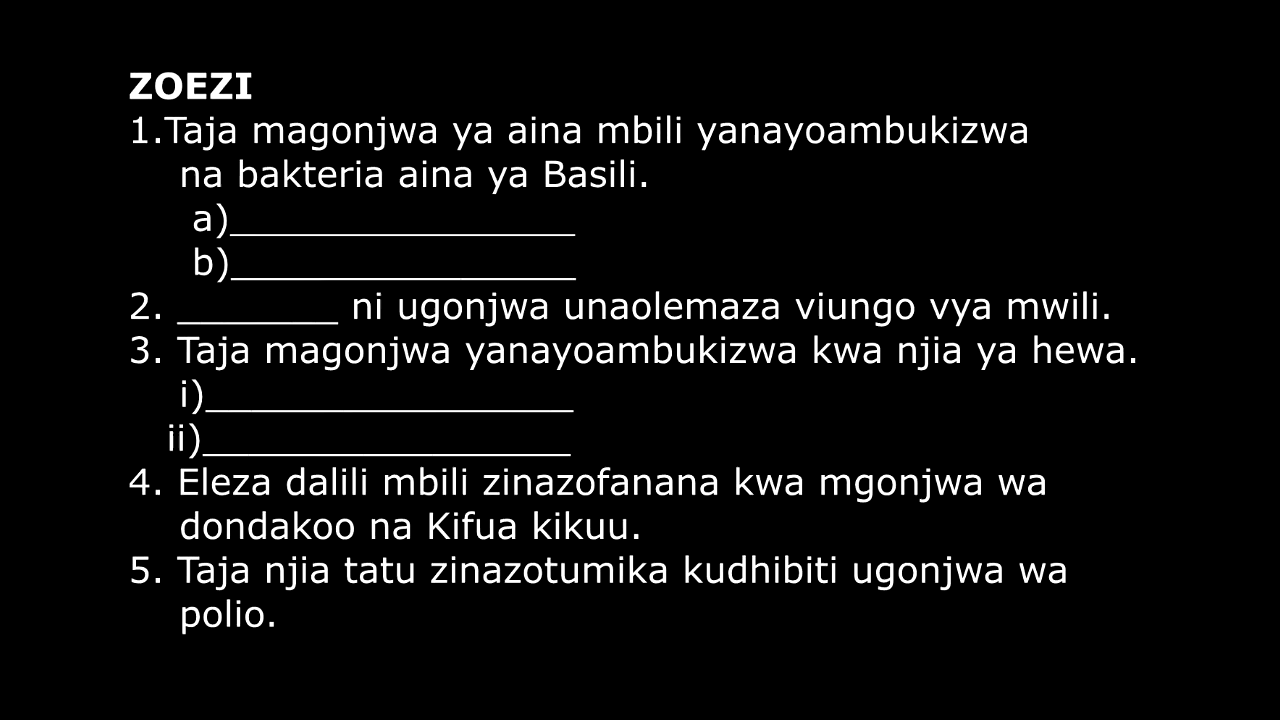 ZOEZI
1.Taja magonjwa ya aina mbili yanayoambukizwa
na bakteria aina ya Basili.
a)_________________
b)_________________
2. ________ ni ugonjwa unaolemaza viungo vya mwili.
3. Taja magonjwa yanayoambukizwa kwa njia ya hewa.
i)__________________
ii)__________________
4. Eleza dalili mbili zinazofanana kwa mgonjwa wa
dondakoo na Kifua kikuu.
5. Taja njia tatu zinazotumika kudhibiti ugonjwa wa
polio.